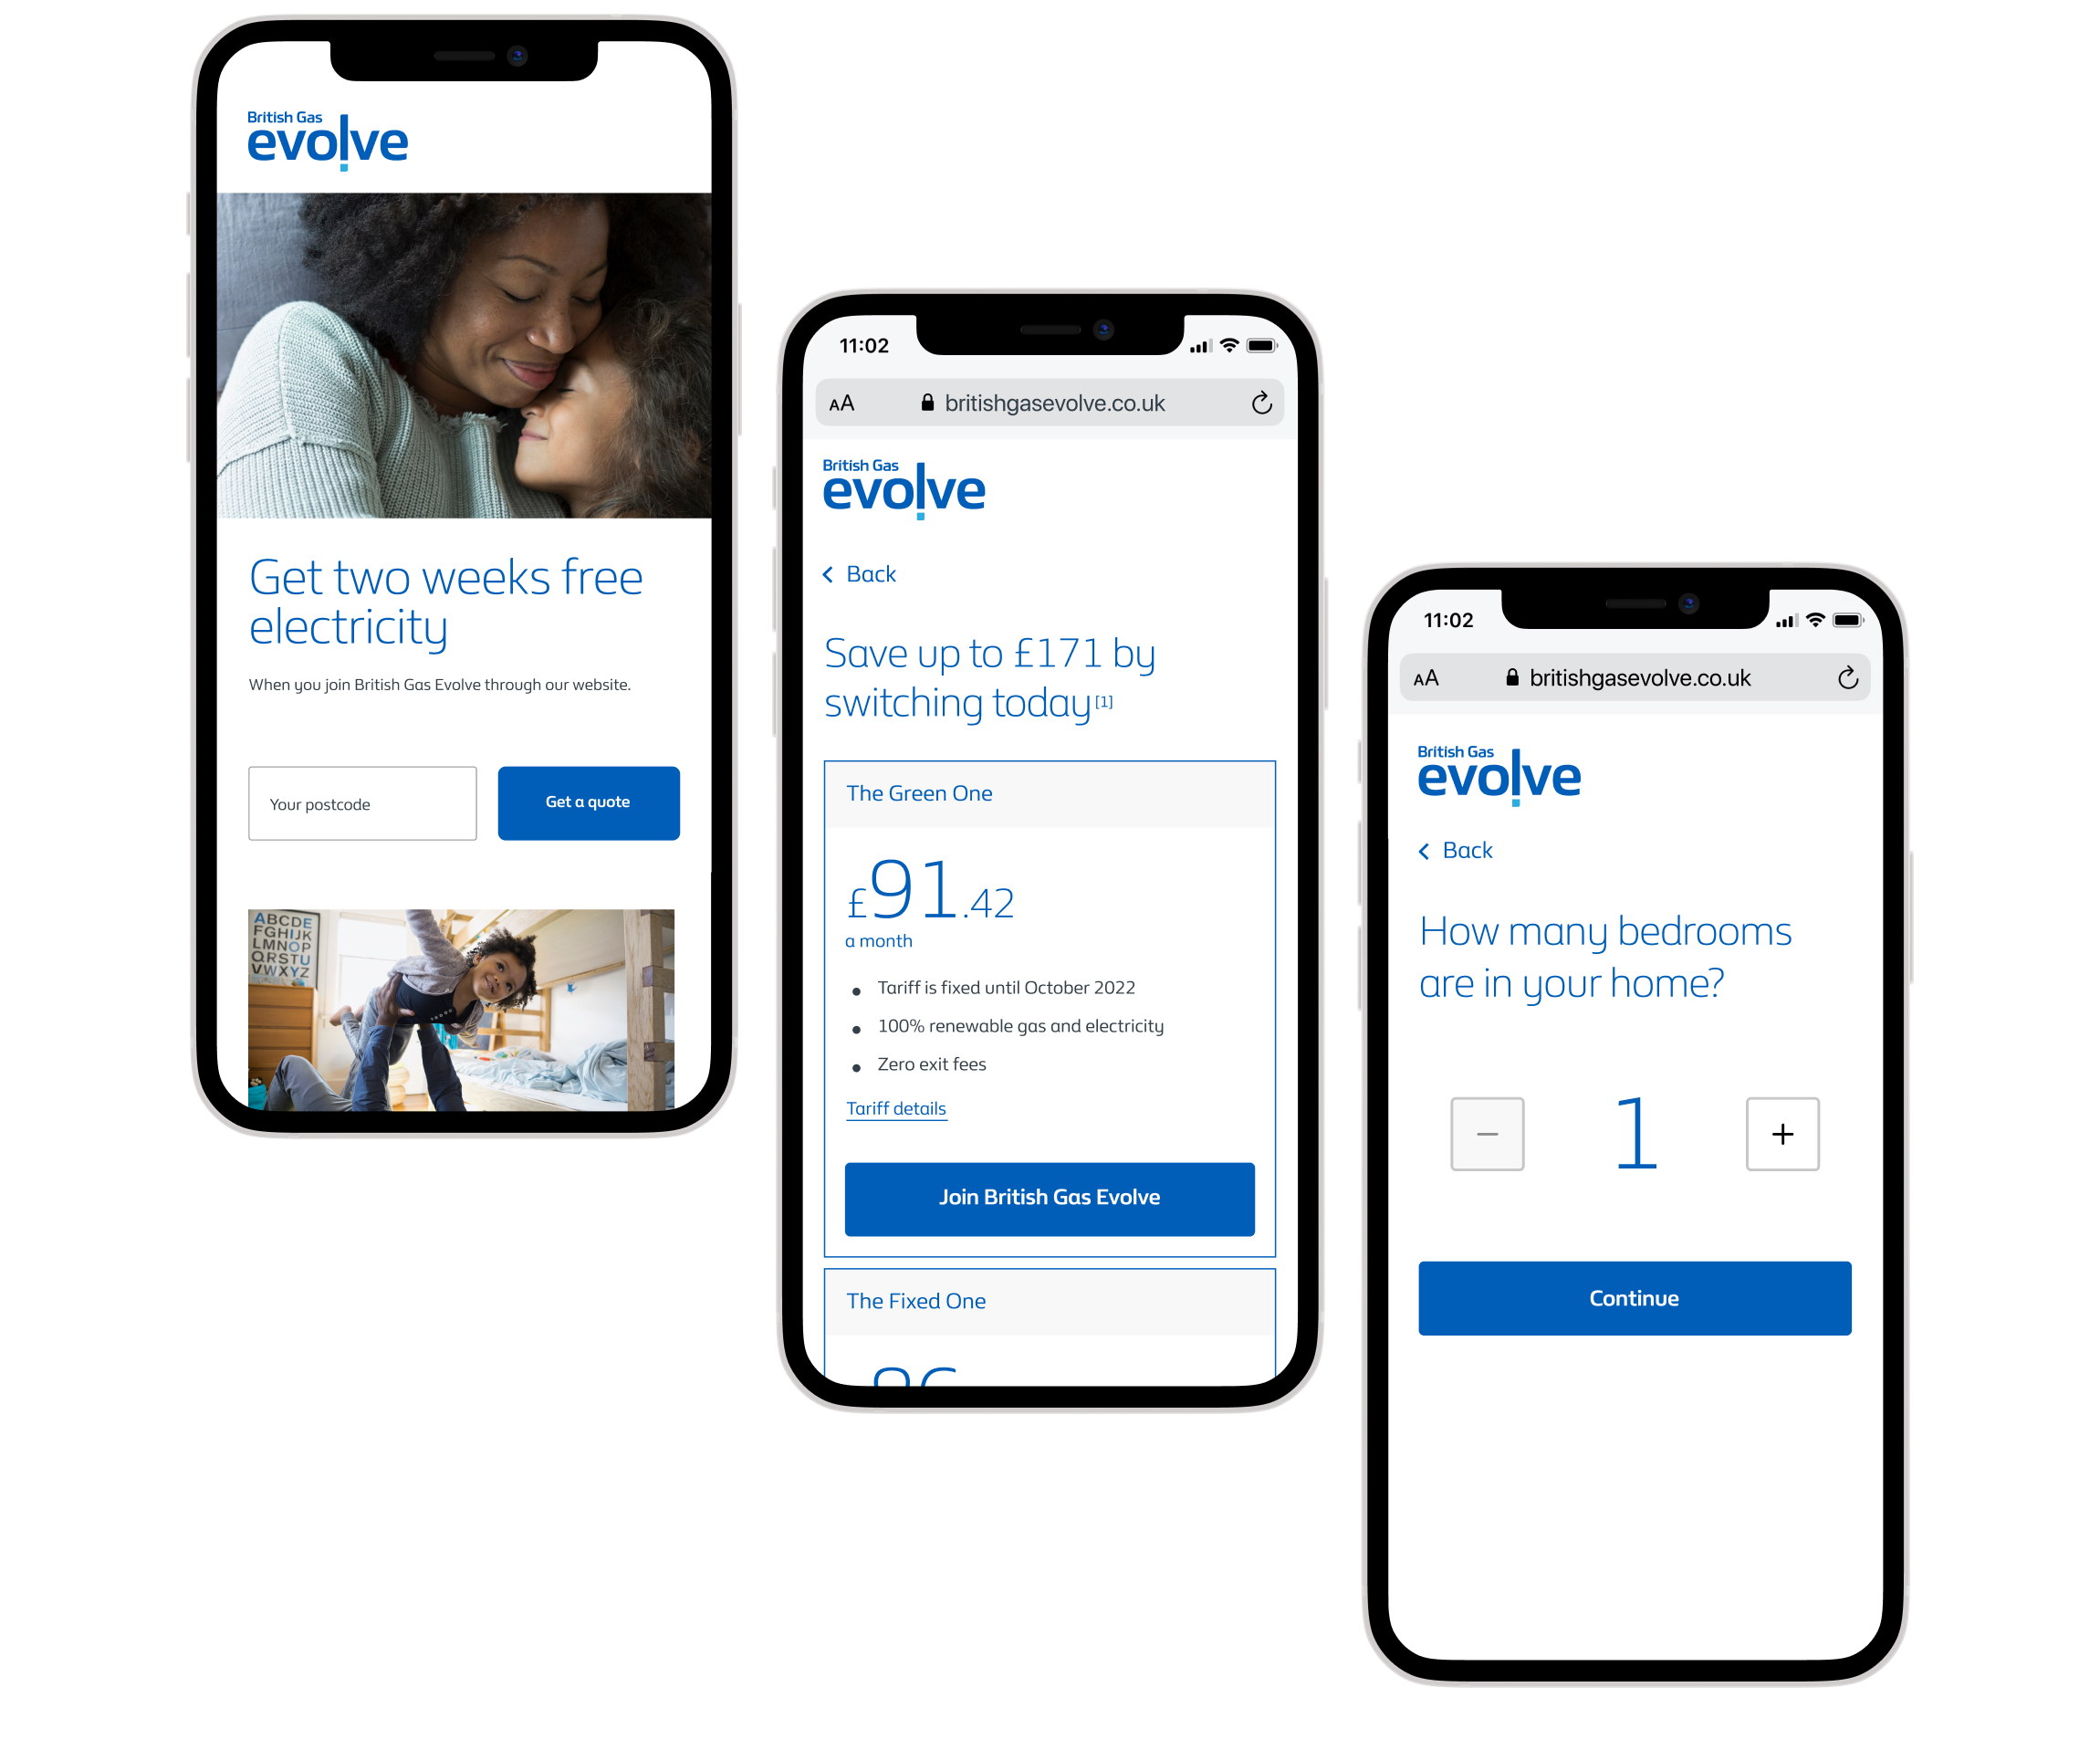 British Gas
evolve
Get two weeks free
electricity
When you join British Gas Evolve through our website.
Your postcode
Get a quote
ABCDE
FGHIJK
LMNOP
QRSTU
VWXYZ
11:02
AA
britishgasevolve.co.uk
British Gas
evolve
Back
Save up to £171 by
switching today [1]
The Green One
£91.42
a month
• Tariff is fixed until October 2022
• 100% renewable gas and electricity
• Zero exit fees
Tariff details
Join British Gas Evolve
The Fixed One
11:02
AA
britishgasevolve.co.uk
British Gas
evolve
Back
How many bedrooms
are in your home?
− 1 +
Continue